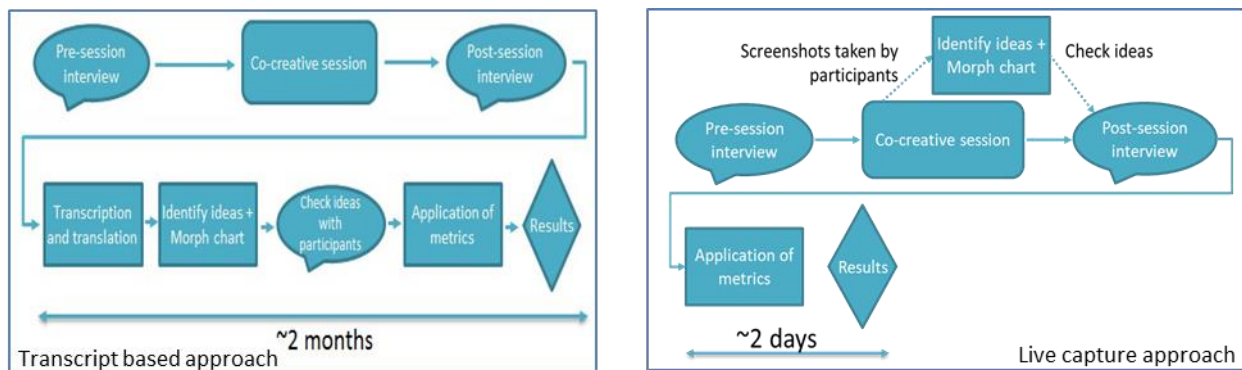 Pre-session
interview
Co-creative session
Post-session
interview
Transcription
and translation
Identify ideas +
Morph chart
Check ideas
with
participants
Application of
metrics
Results
~2 months
Transcript based approach
Screenshots taken by
participants
Identify ideas +
Morph chart
Check ideas
Pre-session
interview
Co-creative session
Post-session
interview
Application of
metrics
Results
~2 days
Live capture approach